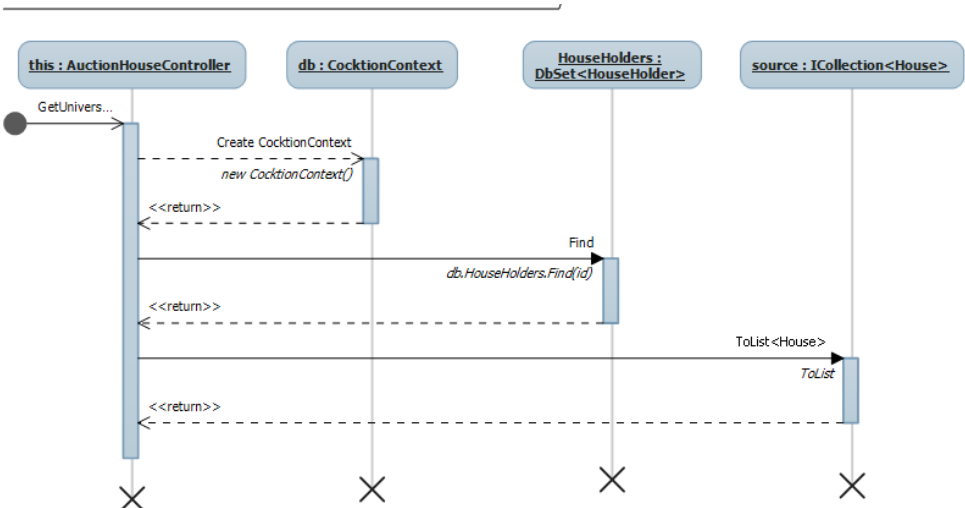 this : AuctionHouseController
db : CocktionContext
HouseHolders :
DbSet<HouseHolder>
source : ICollection<House>
GetUnivers...
Create CocktionContext
new CocktionContext()
<<return>>
Find
db.HouseHolders.Find(id)
<<return>>
ToList<House>
ToList
<<return>>